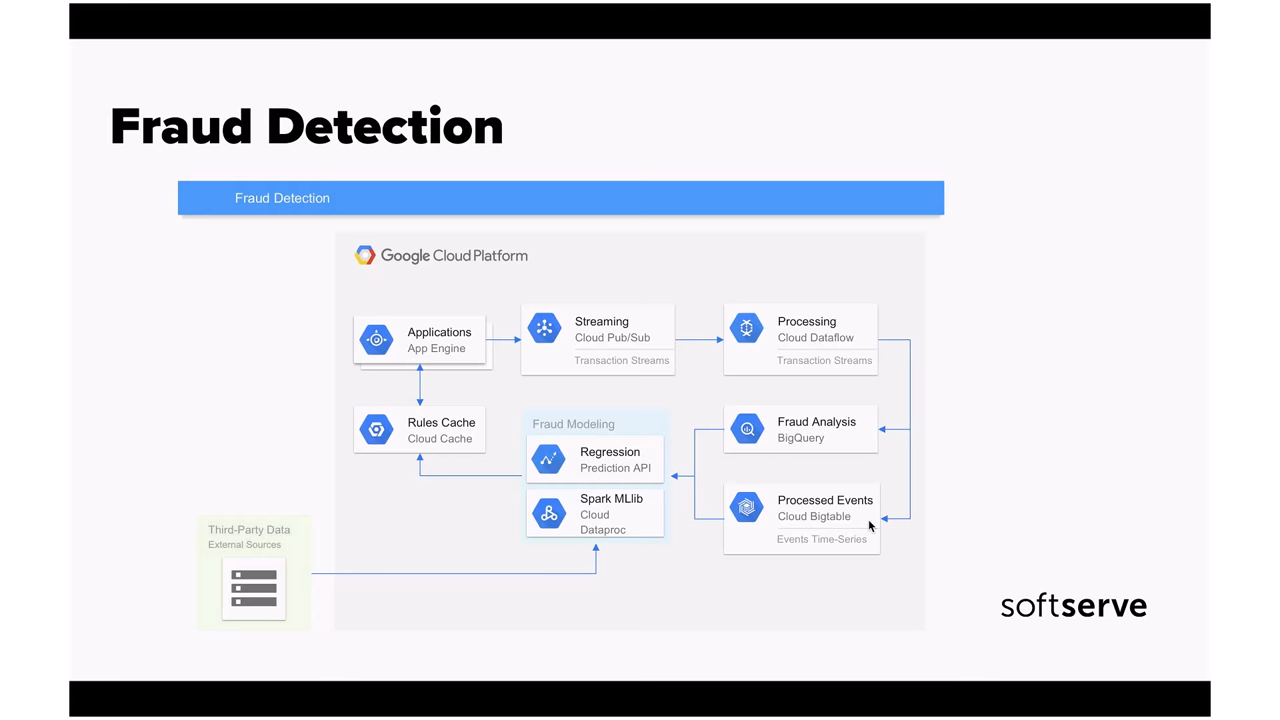 Fraud Detection
Fraud Detection
Google Cloud Platform
Applications
App Engine
Streaming
Cloud Pub/Sub
Transaction Streams
Processing
Cloud Dataflow
Transaction Streams
Rules Cache
Cloud Cache
Fraud Modeling
Regression
Prediction API
Spark MLlib
Cloud
Dataproc
Fraud Analysis
BigQuery
Processed Events
Cloud Bigtable
Events Time-Series
Third-Party Data
External Sources
softserve